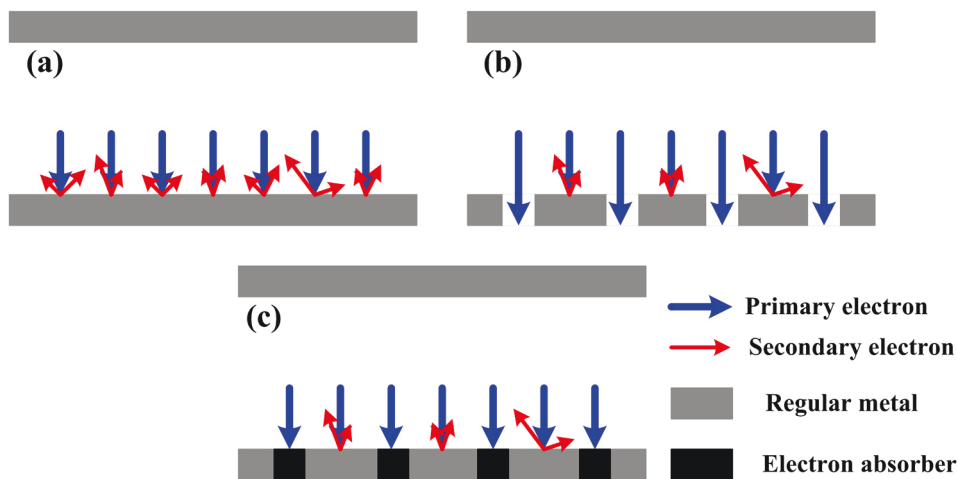 (a)
(b)
(c)
Primary electron
Secondary electron
Regular metal
Electron absorber